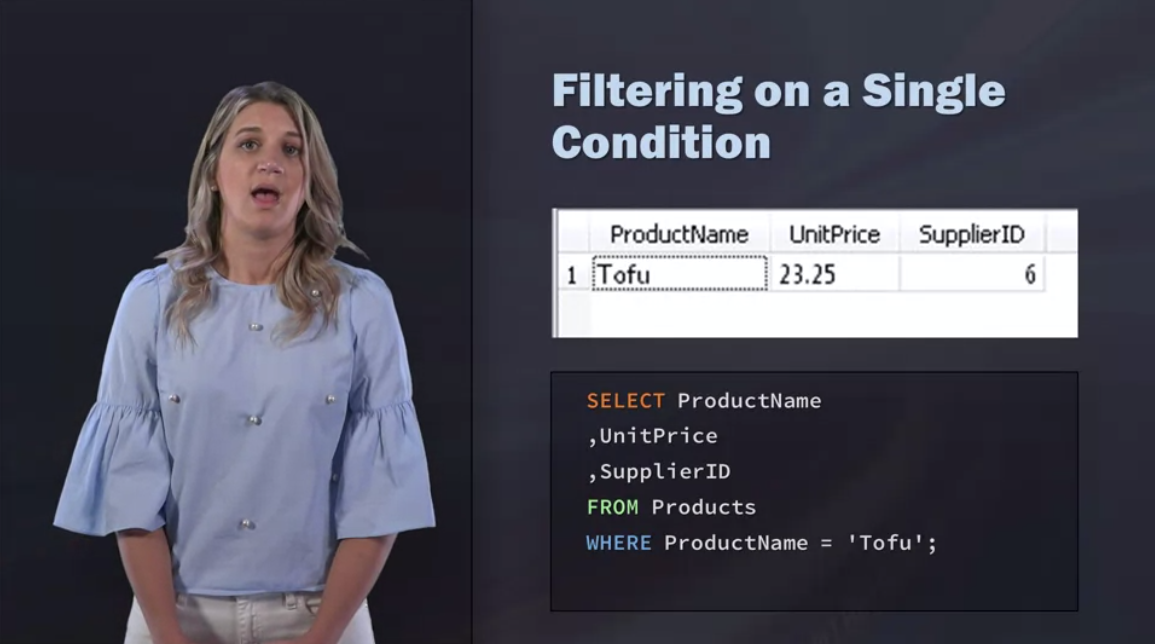 Filtering on a Single
Condition
ProductName UnitPrice SupplierID
1 Tofu 23.25 6
SELECT ProductName
,UnitPrice
,SupplierID
FROM Products
WHERE ProductName = 'Tofu';